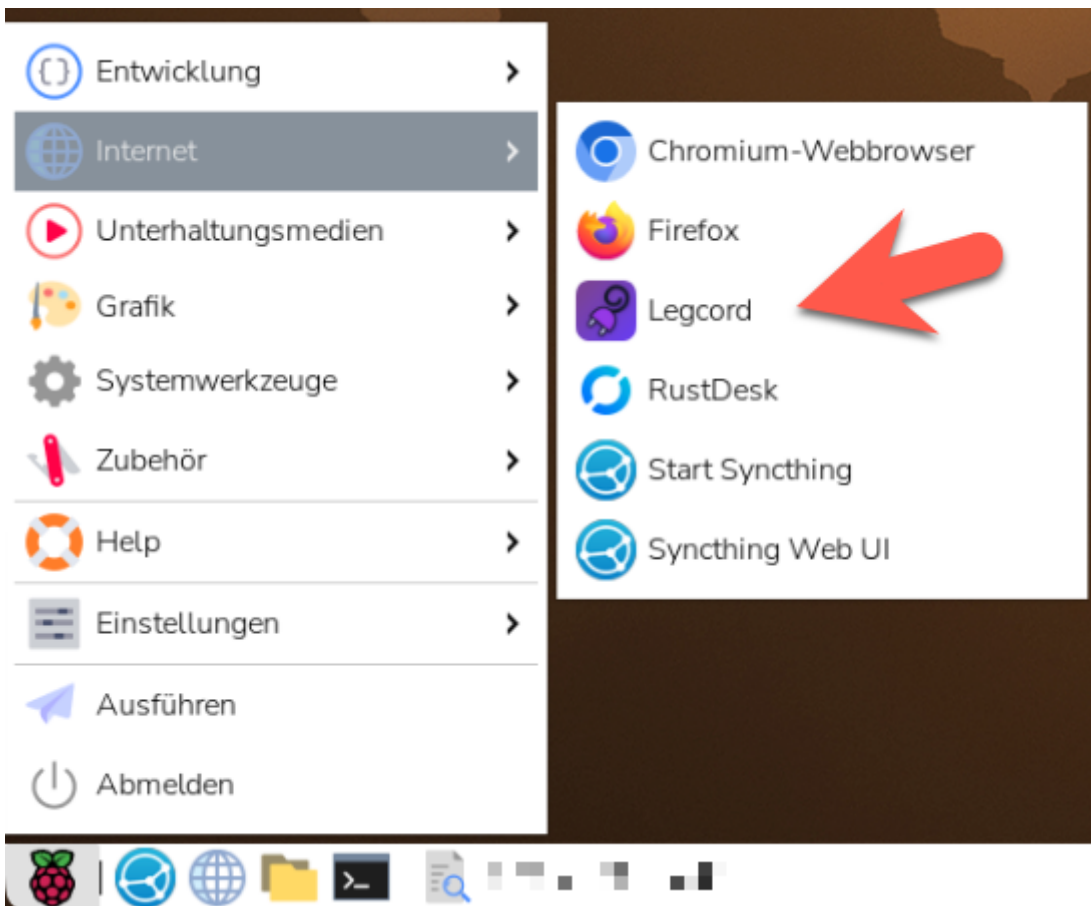 Entwicklung
Internet
Unterhaltungsmedien
Grafik
Systemwerkzeuge
Zubehör
Help
Einstellungen
Ausführen
Abmelden
Chromium-Webbrowser
Firefox
Legcord
RustDesk
Start Syncthing
Syncthing Web UI